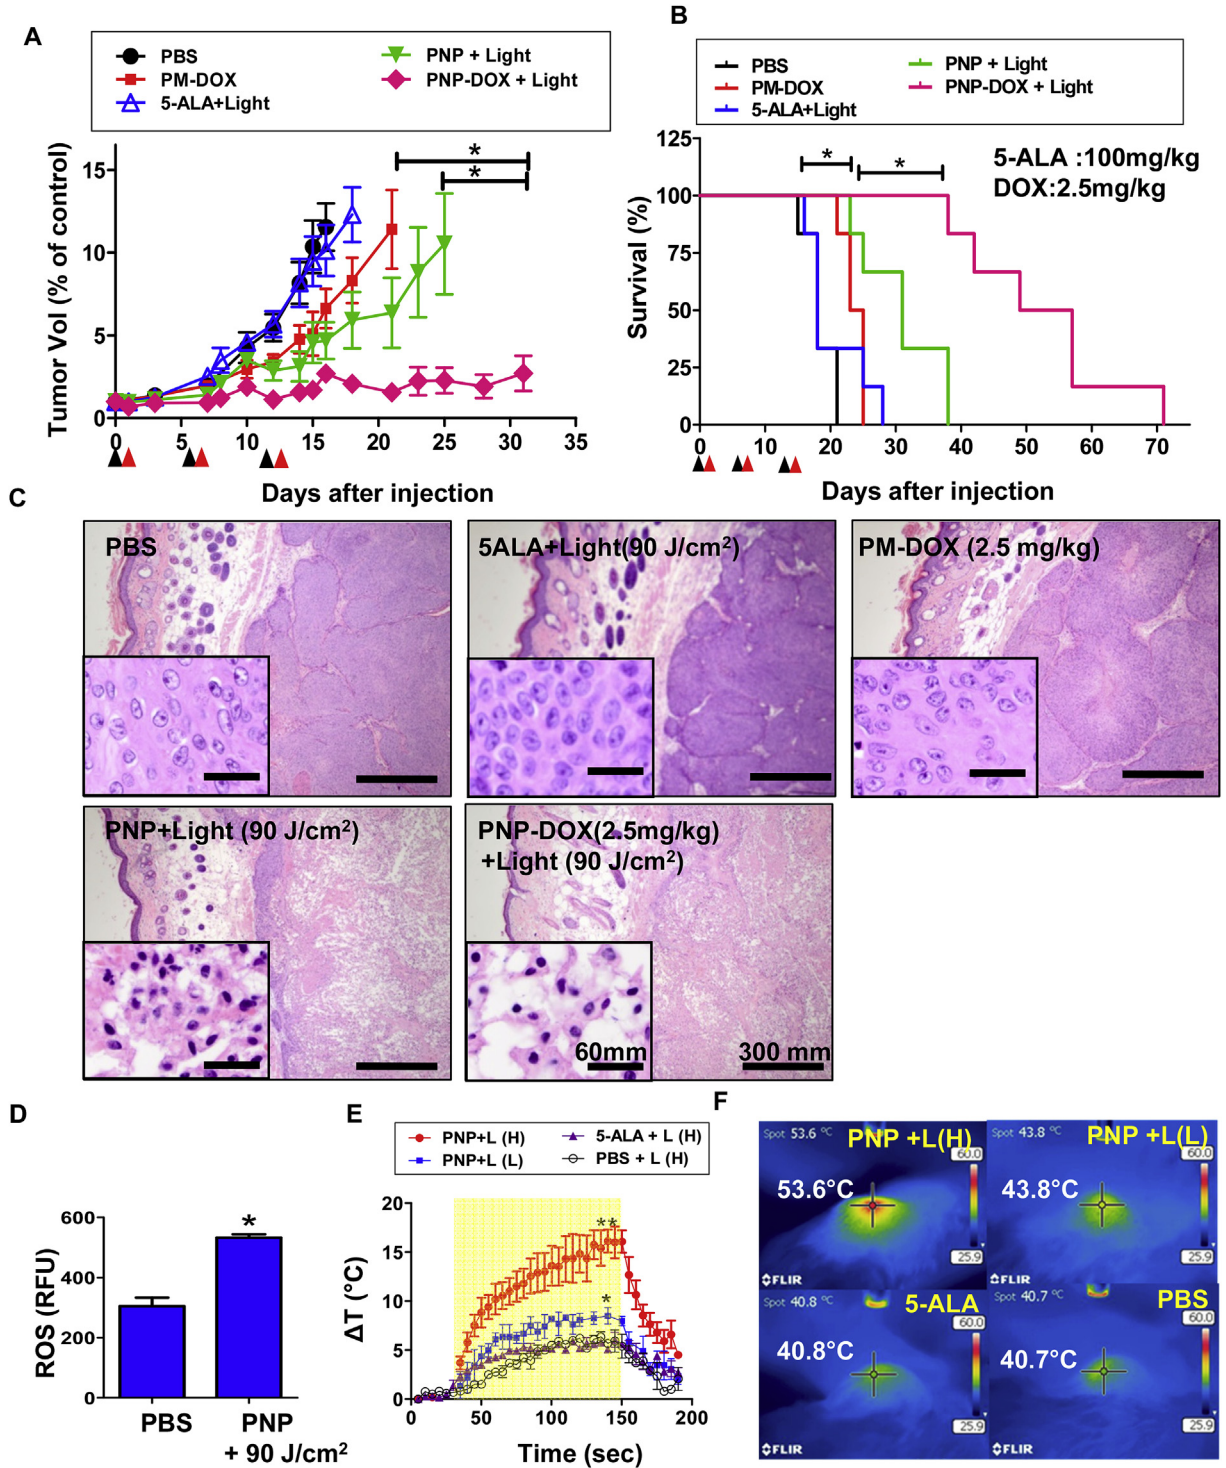 A
PBS
PM-DOX
5-ALA+Light
PNP + Light
PNP-DOX + Light
Tumor Vol (% of control)
15
10
5
0
*
*
0 5 10 15 20 25 30 35
Days after injection
B
PBS
PM-DOX
5-ALA+Light
PNP + Light
PNP-DOX + Light
Survival (%)
125
100
75
50
25
0
*
*
5-ALA :100mg/kg
DOX:2.5mg/kg
0 10 20 30 40 50 60 70
Days after injection
C
PBS
5ALA+Light(90 J/cm²)
PM-DOX (2.5 mg/kg)
PNP+Light (90 J/cm²)
PNP-DOX(2.5mg/kg)
+Light (90 J/cm²)
60mm
300 mm
D
ROS (RFU)
600
400
200
0
*
PBS
PNP
+ 90 J/cm²
E
PNP+L (H)
PNP+L (L)
5-ALA + L (H)
PBS + L (H)
ΔT (°C)
20
15
10
5
0
**
*
0 50 100 150 200
Time (sec)
F
Spot 53.6 °C
PNP +L(H)
60.0
53.6°C
25.9
FLIR
Spot 43.8 °C
PNP +L(L)
60.0
43.8°C
25.9
FLIR
Spot 40.8 °C
5-ALA
60.0
40.8°C
25.9
FLIR
Spot 40.7 °C
PBS
60.0
40.7°C
25.9
FLIR